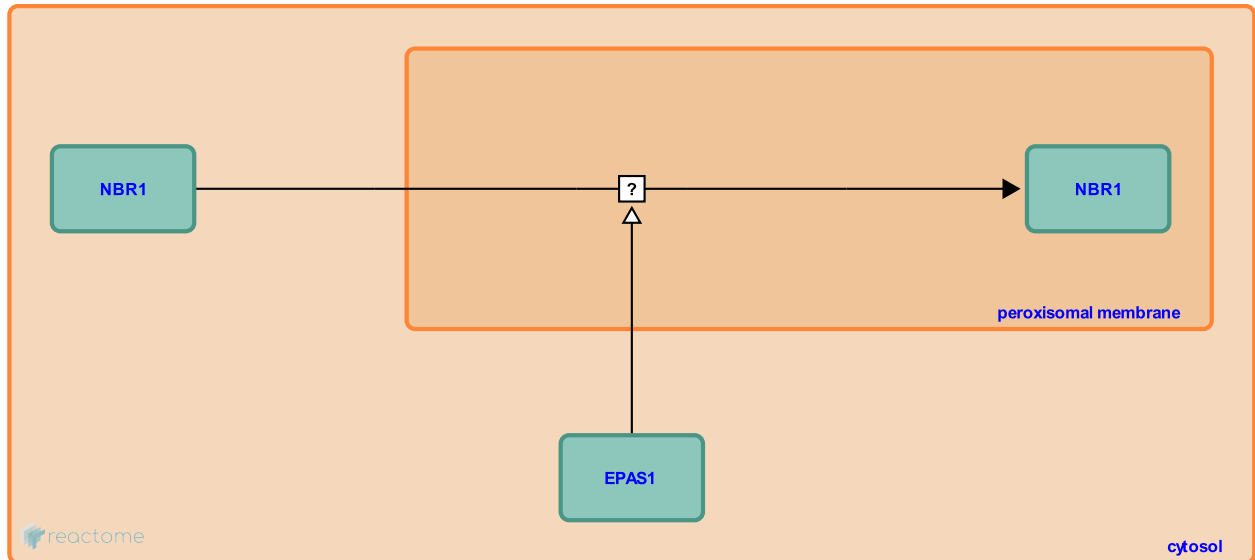 NBR1
?
NBR1
peroxisomal membrane
EPAS1
reactome
cytosol